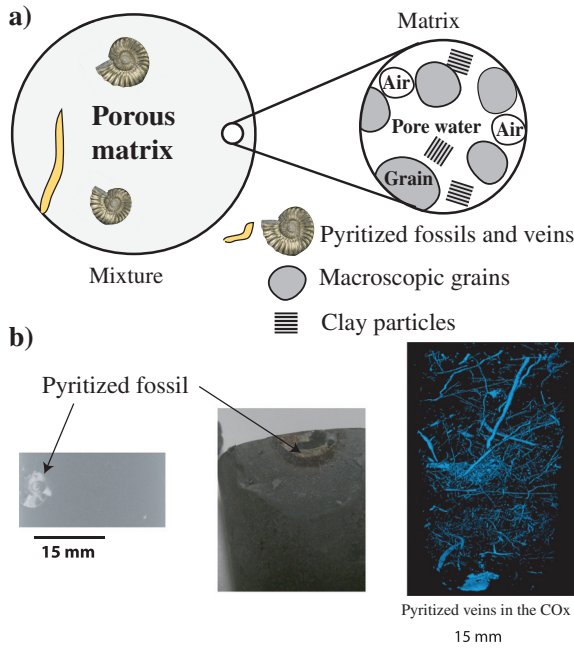 a)
Matrix
Air
Porous
matrix
Pore water
Air
Grain
Mixture
Pyritized fossils and veins
Macroscopic grains
Clay particles
b)
Pyritized fossil
15 mm
Pyritized veins in the COx
15 mm